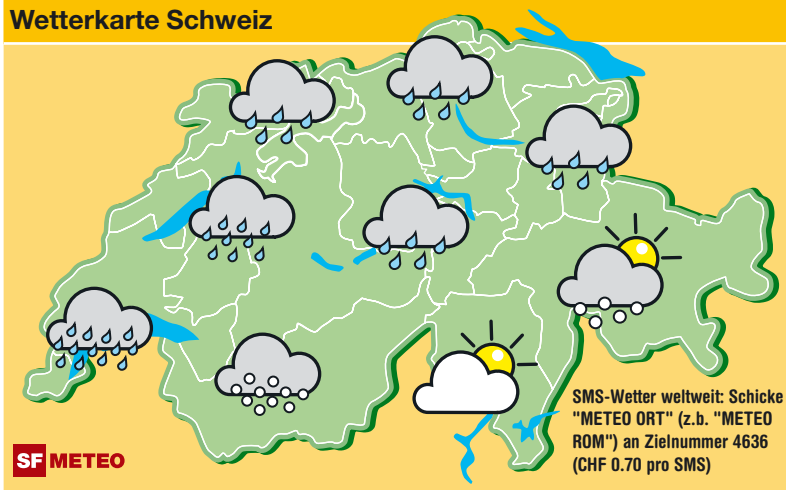 Wetterkarte Schweiz
SMS-Wetter weltweit: Schicke
"METEO ORT" (z.b. "METEO
ROM") an Zielnummer 4636
(CHF 0.70 pro SMS)
SF METEO